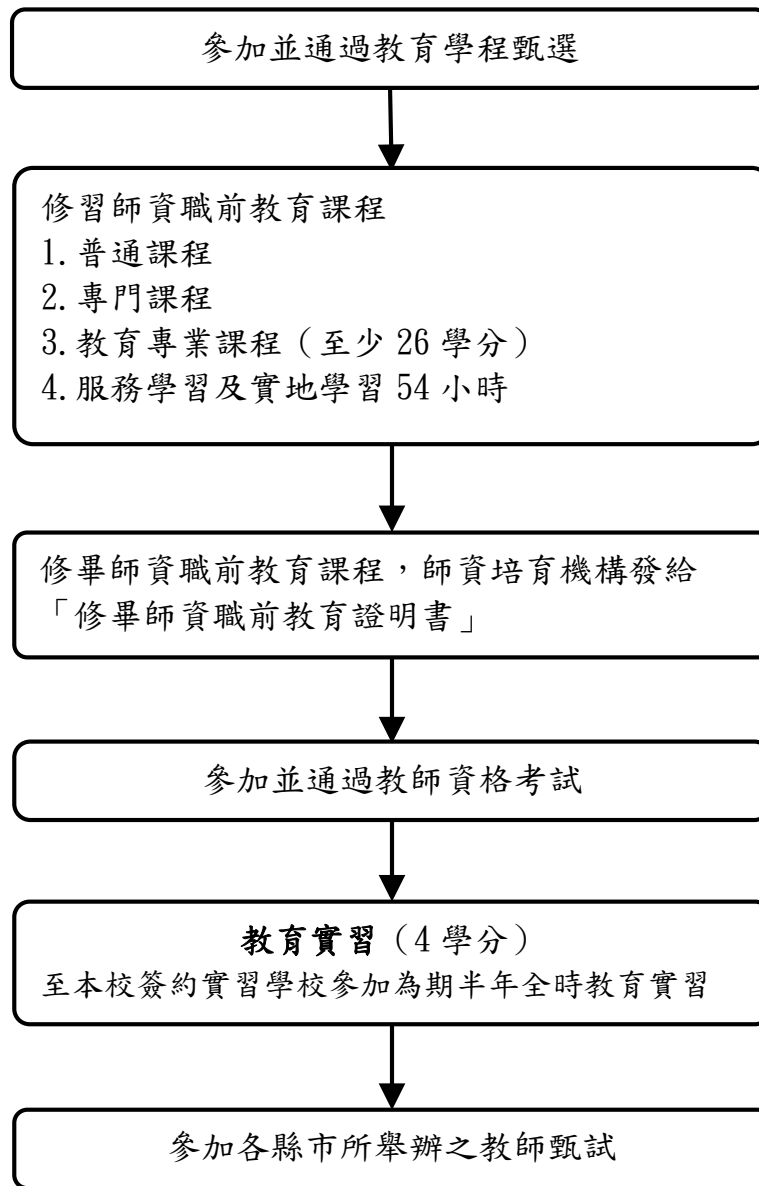 參加並通過教育學程甄選
修習師資職前教育課程
1.普通課程
2.專門課程
3.教育專業課程（至少 26 學分）
4.服務學習及實地學習 54 小時
修畢師資職前教育課程，師資培育機構發給
「修畢師資職前教育證明書」
參加並通過教師資格考試
教育實習（4 學分）
至本校簽約實習學校參加為期半年全時教育實習
參加各縣市所舉辦之教師甄試